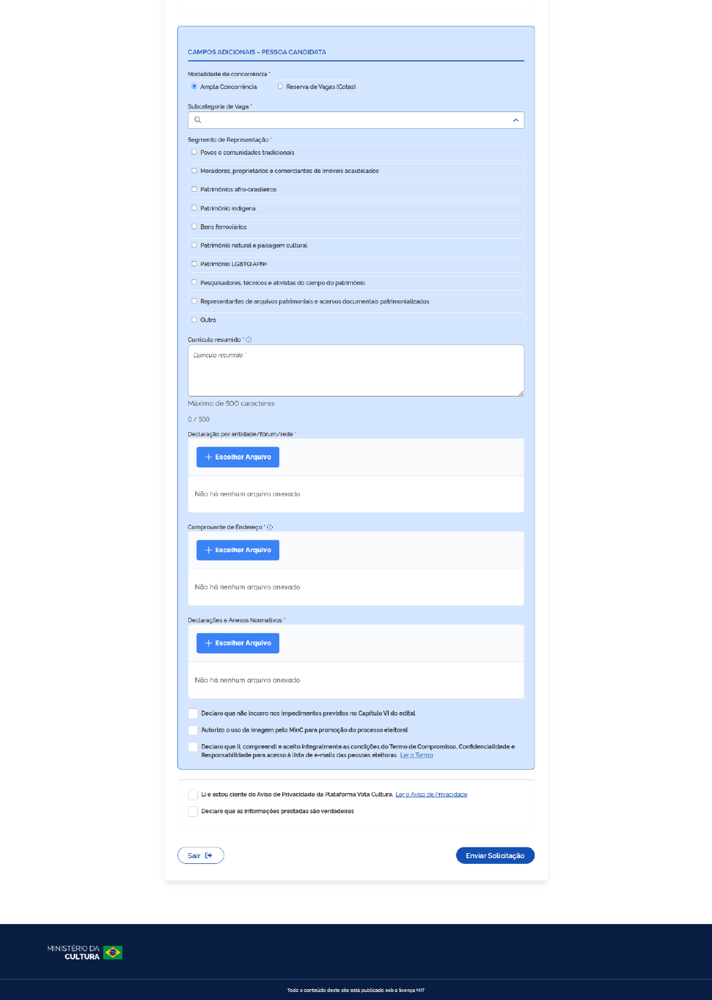 CAMPOS ADICIONAIS - PESSOA CANDIDATA
Modalidade de concorrência *
Ampla Concorrência
Reserva de Vagas (Cotas)
Subcategoria de Vaga *
Segmento de Representação *
Povos e comunidades tradicionais
Moradores, proprietários e comerciantes de imóveis acautelados
Patrimônios afro-brasileiros
Patrimônio indígena
Bens ferroviários
Patrimônio natural e paisagem cultural
Patrimônio LGBTQIAPN+
Pesquisadores, técnicos e ativistas do campo do patrimônio
Representantes de arquivos patrimoniais e acervos documentais patrimonializados
Outro
Currículo resumido *
Currículo resumido *
Máximo de 500 caracteres
0 / 500
Declaração por entidade/fórum/rede *
+ Escolher Arquivo
Não há nenhum arquivo anexado
Comprovante de Endereço *
+ Escolher Arquivo
Não há nenhum arquivo anexado
Declarações e Anexos Normativos *
+ Escolher Arquivo
Não há nenhum arquivo anexado
Declaro que não incorro nos impedimentos previstos no Capítulo VI do edital.
Autorizo o uso da imagem pelo MinC para promoção do processo eleitoral
Declaro que li, compreendi e aceito integralmente as condições do Termo de Compromisso, Confidencialidade e
Responsabilidade para acesso à lista de e-mails das pessoas eleitoras. Ler o Termo
Li e estou ciente do Aviso de Privacidade da Plataforma Vota Cultura. Ler o Aviso de Privacidade
Declaro que as informações prestadas são verdadeiras
Sair
Enviar Solicitação
MINISTÉRIO DA
CULTURA
Todo o conteúdo deste site está publicado sob a licença MIT